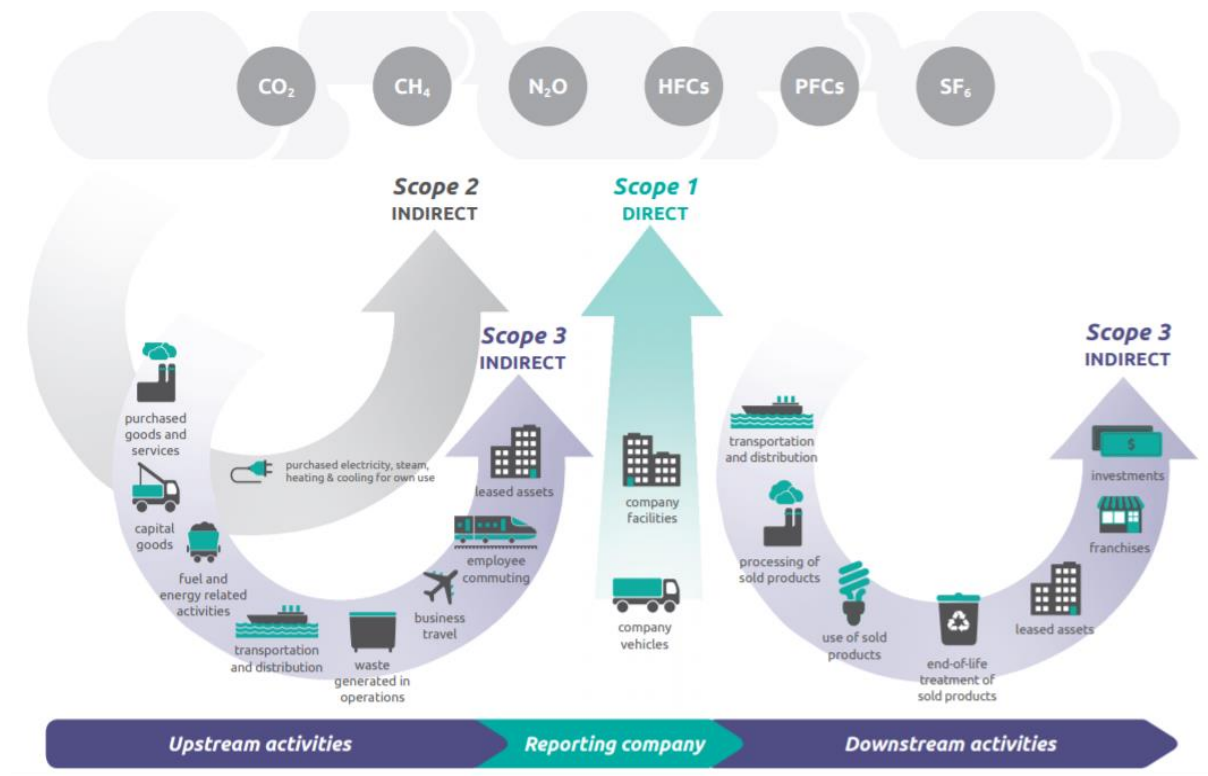 CO₂
CH₄
N₂O
HFCs
PFCs
SF₆
Scope 2
INDIRECT
Scope 1
DIRECT
Scope 3
INDIRECT
Scope 3
INDIRECT
purchased
goods and
services
capital
goods
fuel and
energy related
activities
purchased electricity, steam,
heating & cooling for own use
transportation
and distribution
waste
generated in
operations
business
travel
employee
commuting
leased assets
company
facilities
company
vehicles
transportation
and distribution
processing of
sold products
use of sold
products
end-of-life
treatment of
sold products
leased assets
franchises
$
investments
Upstream activities
Reporting company
Downstream activities